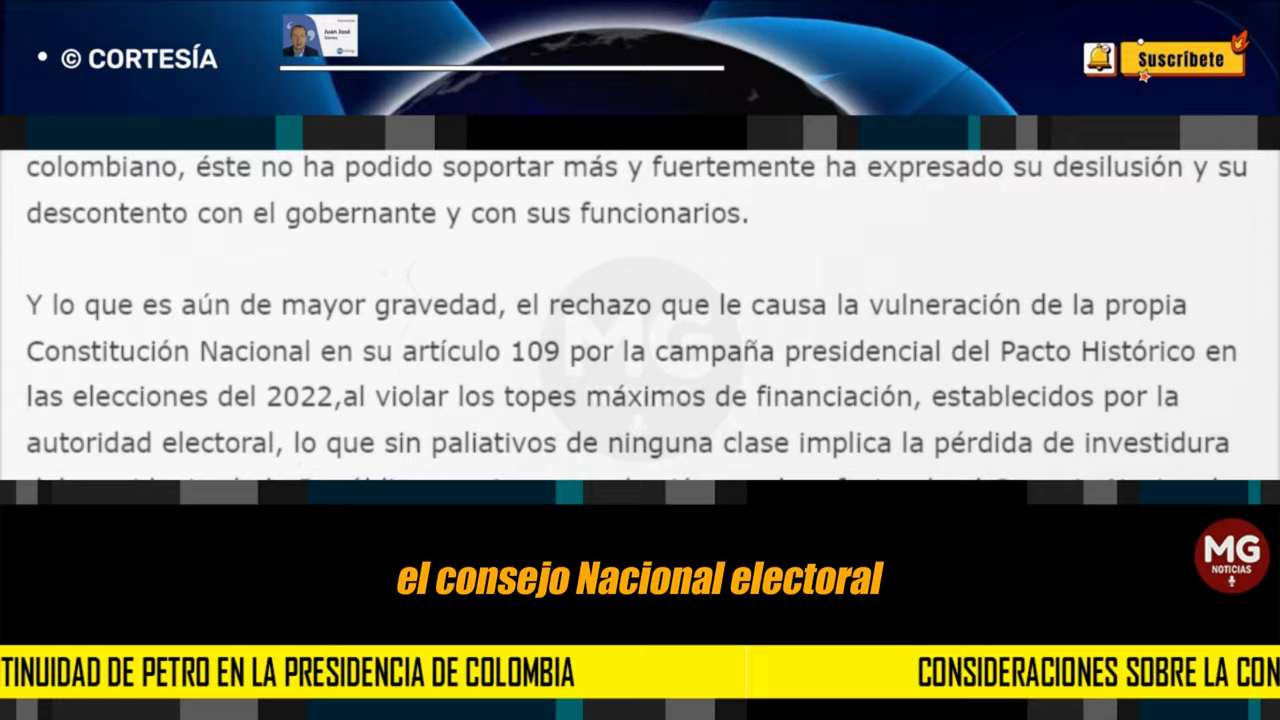 © CORTESÍA
Juan José
Suscríbete
colombiano, éste no ha podido soportar más y fuertemente ha expresado su desilusión y su
descontento con el gobernante y con sus funcionarios.
Y lo que es aún de mayor gravedad, el rechazo que le causa la vulneración de la propia
Constitución Nacional en su artículo 109 por la campaña presidencial del Pacto Histórico en
las elecciones del 2022,al violar los topes máximos de financiación, establecidos por la
autoridad electoral, lo que sin paliativos de ninguna clase implica la pérdida de investidura
MG
el consejo Nacional electoral
MG
NOTICIAS
TINUIDAD DE PETRO EN LA PRESIDENCIA DE COLOMBIA
CONSIDERACIONES SOBRE LA CON